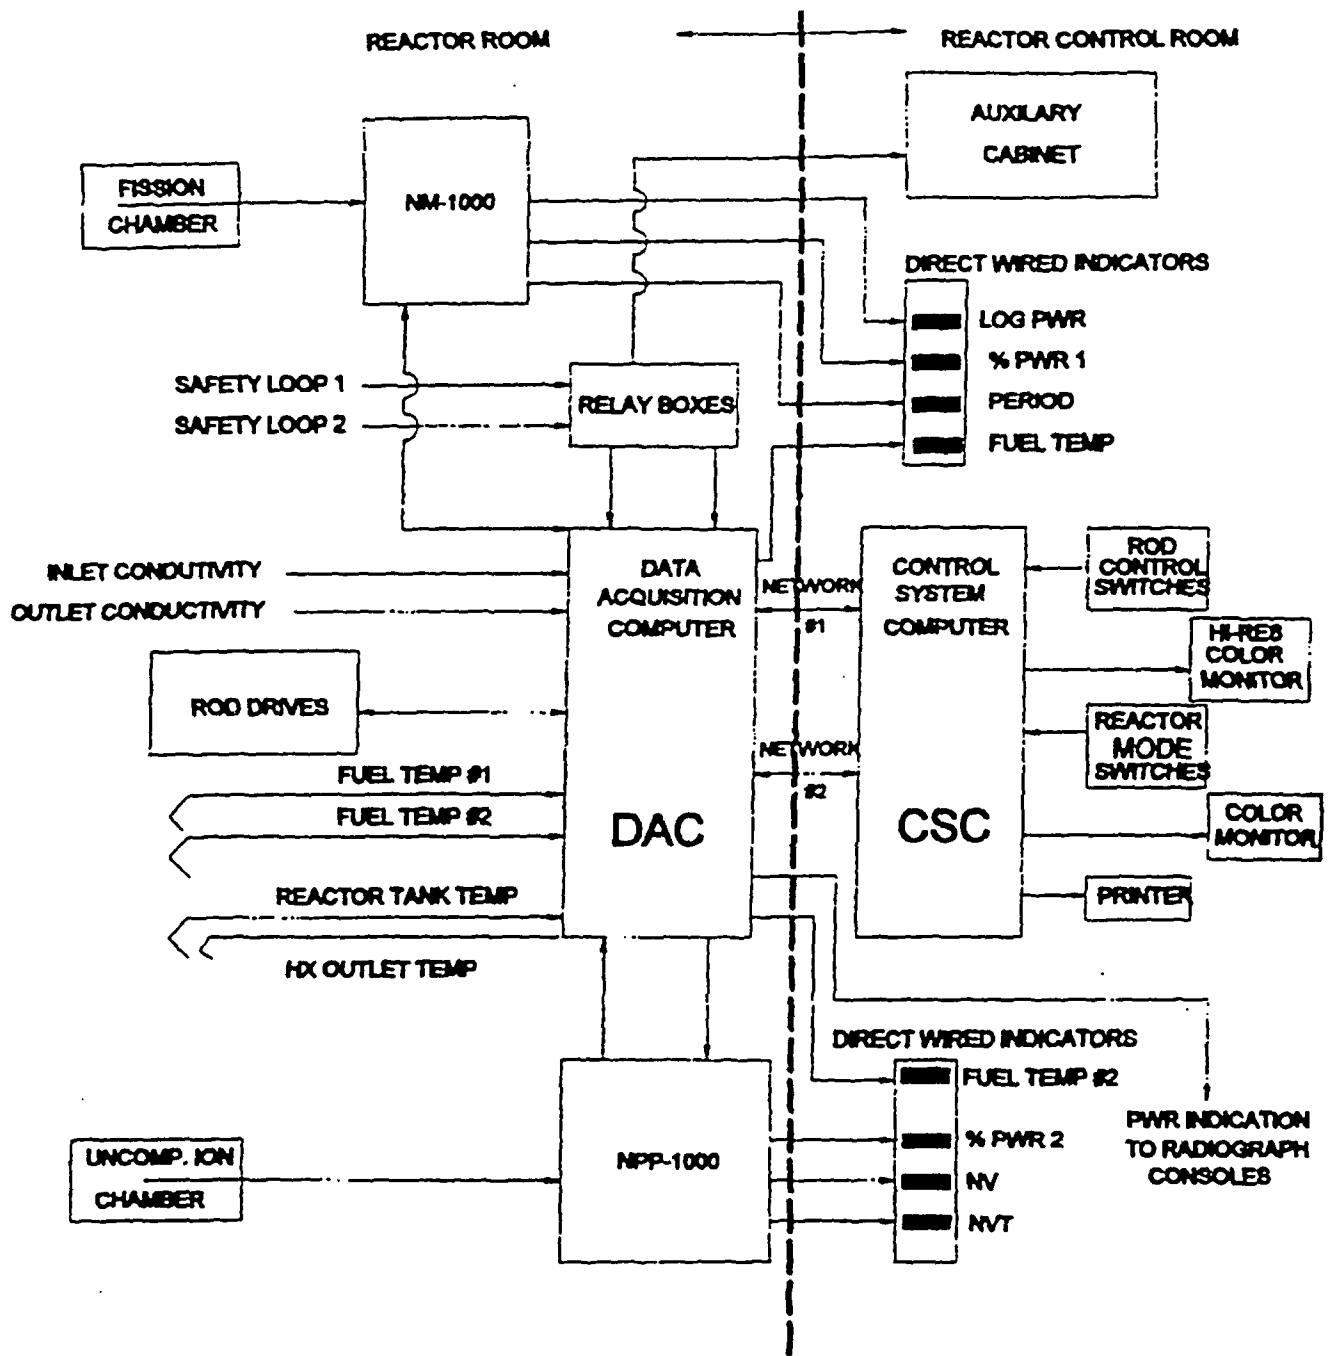 REACTOR ROOM
REACTOR CONTROL ROOM
AUXILARY
CABINET
FISSION
CHAMBER
NM-1000
DIRECT WIRED INDICATORS
LOG PWR
% PWR 1
PERIOD
FUEL TEMP
SAFETY LOOP 1
SAFETY LOOP 2
RELAY BOXES
INLET CONDUTIVITY
OUTLET CONDUCTIVITY
DATA
ACQUISITION
COMPUTER
NETWORK
#1
CONTROL
SYSTEM
COMPUTER
ROD
CONTROL
SWITCHES
HI-RES
COLOR
MONITOR
ROD DRIVES
REACTOR
MODE
SWITCHES
NETWORK
#2
FUEL TEMP #1
FUEL TEMP #2
DAC
CSC
COLOR
MONITOR
REACTOR TANK TEMP
PRINTER
HX OUTLET TEMP
DIRECT WIRED INDICATORS
FUEL TEMP #2
% PWR 2
NV
NVT
PWR INDICATION
TO RADIOGRAPH
CONSOLES
UNCOMP. ION
CHAMBER
NPP-1000